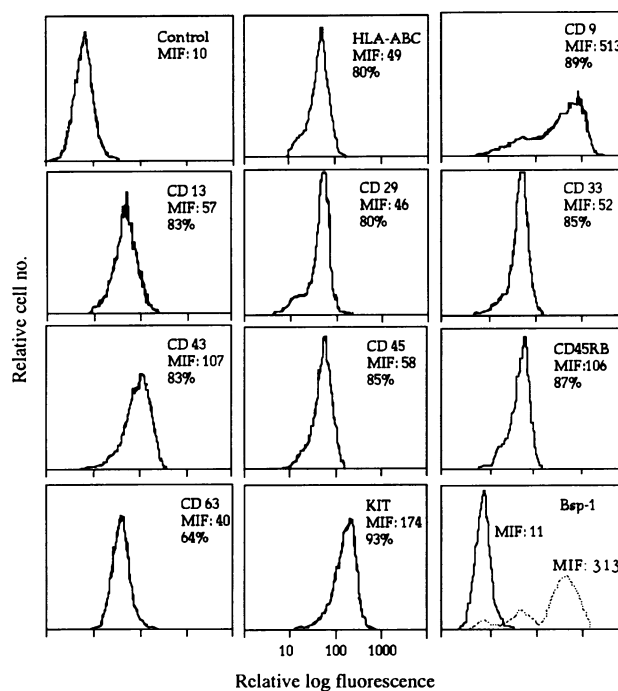 Control
MIF: 10
HLA-ABC
MIF: 49
80%
CD 9
MIF: 513
89%
CD 13
MIF: 57
83%
CD 29
MIF: 46
80%
CD 33
MIF: 52
85%
CD 43
MIF: 107
83%
CD 45
MIF: 58
85%
CD45RB
MIF:106
87%
CD 63
MIF: 40
64%
KIT
MIF: 174
93%
Bsp-1
MIF: 11
MIF: 313
10 100 1000
Relative cell no.
Relative log fluorescence